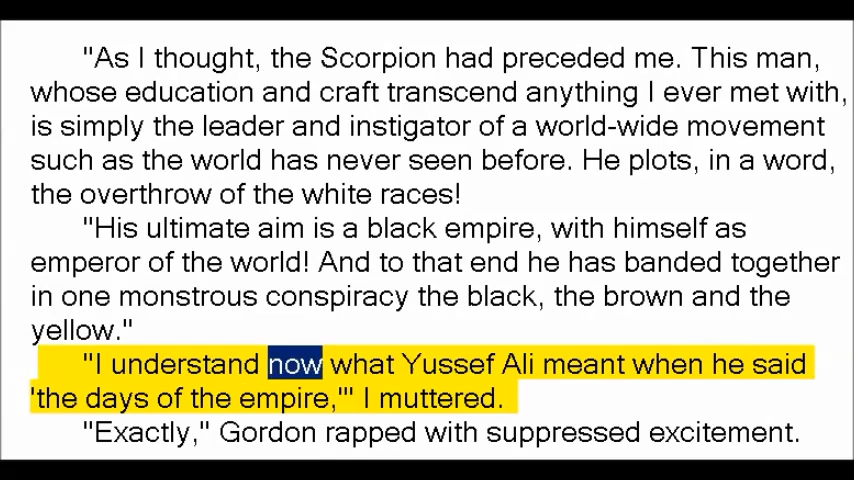 "As I thought, the Scorpion had preceded me. This man,
whose education and craft transcend anything I ever met with,
is simply the leader and instigator of a world-wide movement
such as the world has never seen before. He plots, in a word,
the overthrow of the white races!
"His ultimate aim is a black empire, with himself as
emperor of the world! And to that end he has banded together
in one monstrous conspiracy the black, the brown and the
yellow."
"I understand now what Yussef Ali meant when he said
'the days of the empire,'" I muttered.
"Exactly," Gordon rapped with suppressed excitement.